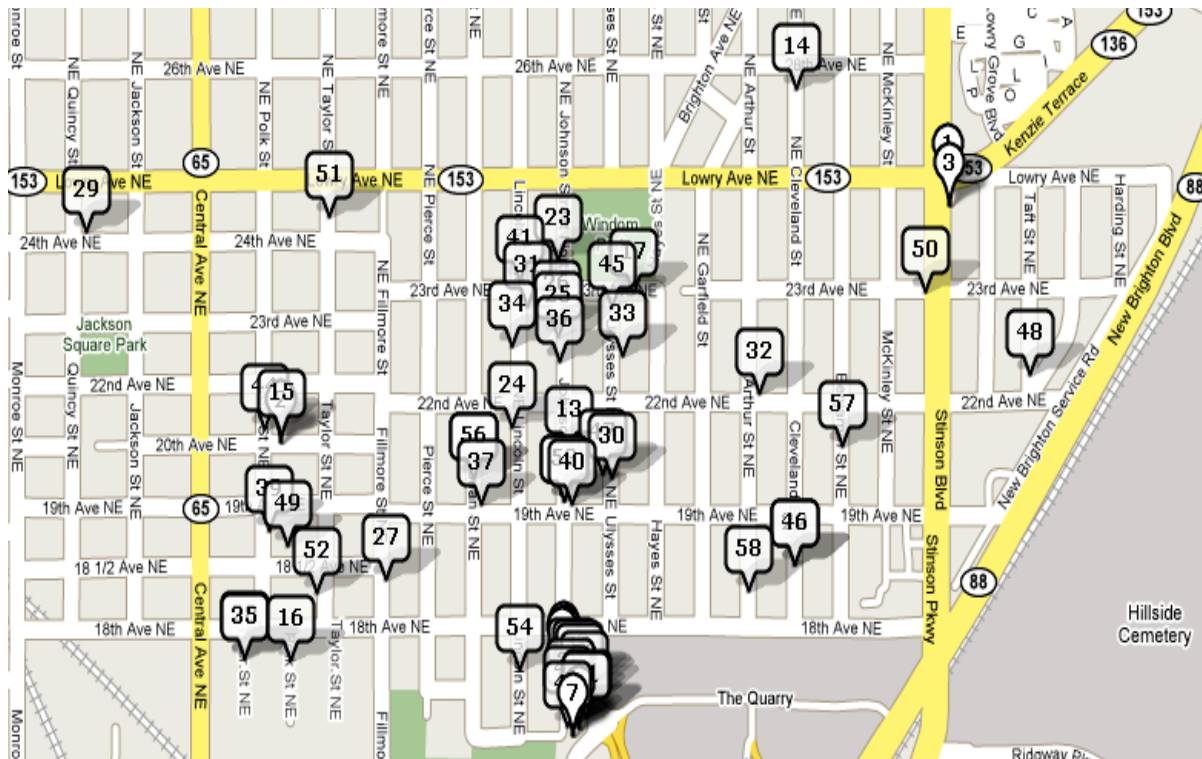 NE Quincy St
NE Jackson St
NE Polk St
NE
26th Ave NE
26th Ave NE
14
153
136
Brighton Ave NE
NE Arthur St
NE McKinley St
E
C
A
G
L
L
P
O
Kenzie Terrace
65
153
29
51
153
Lowry Ave NE
153
3
Lowry Ave NE
88
24th Ave NE
24th Ave NE
Central Ave NE
NE Pierce St
NE Cleveland St
NE Garfield St
Taft St NE
Harding St NE
41
23
Windom
31
45
50
New Brighton Blvd
23rd Ave NE
23rd Ave NE
23rd Ave NE
34
25
36
33
Jackson
Square Park
23rd Ave NE
NE Fillmore St
32
48
22nd Ave NE
15
24
13
22nd Ave NE
22nd Ave NE
57
22nd Ave NE
Monroe St NE
Quincy St NE
Jackson St NE
Taylor St NE
McKinley St NE
Arthur St NE
Stinson Blvd
New Brighton Service Rd
20th Ave NE
56
37
30
40
49
65
19th Ave NE
19th Ave NE
19th Ave NE
19th Ave NE
46
Pierce St NE
NE Ulysses St
Hayes St NE
52
27
58
Stinson Pkwy
88
18 1/2 Ave NE
35
16
54
18th Ave NE
18th Ave NE
NE
18th Ave NE
Hillside
Cemetery
Central Ave NE
Taylor St NE
7
The Quarry